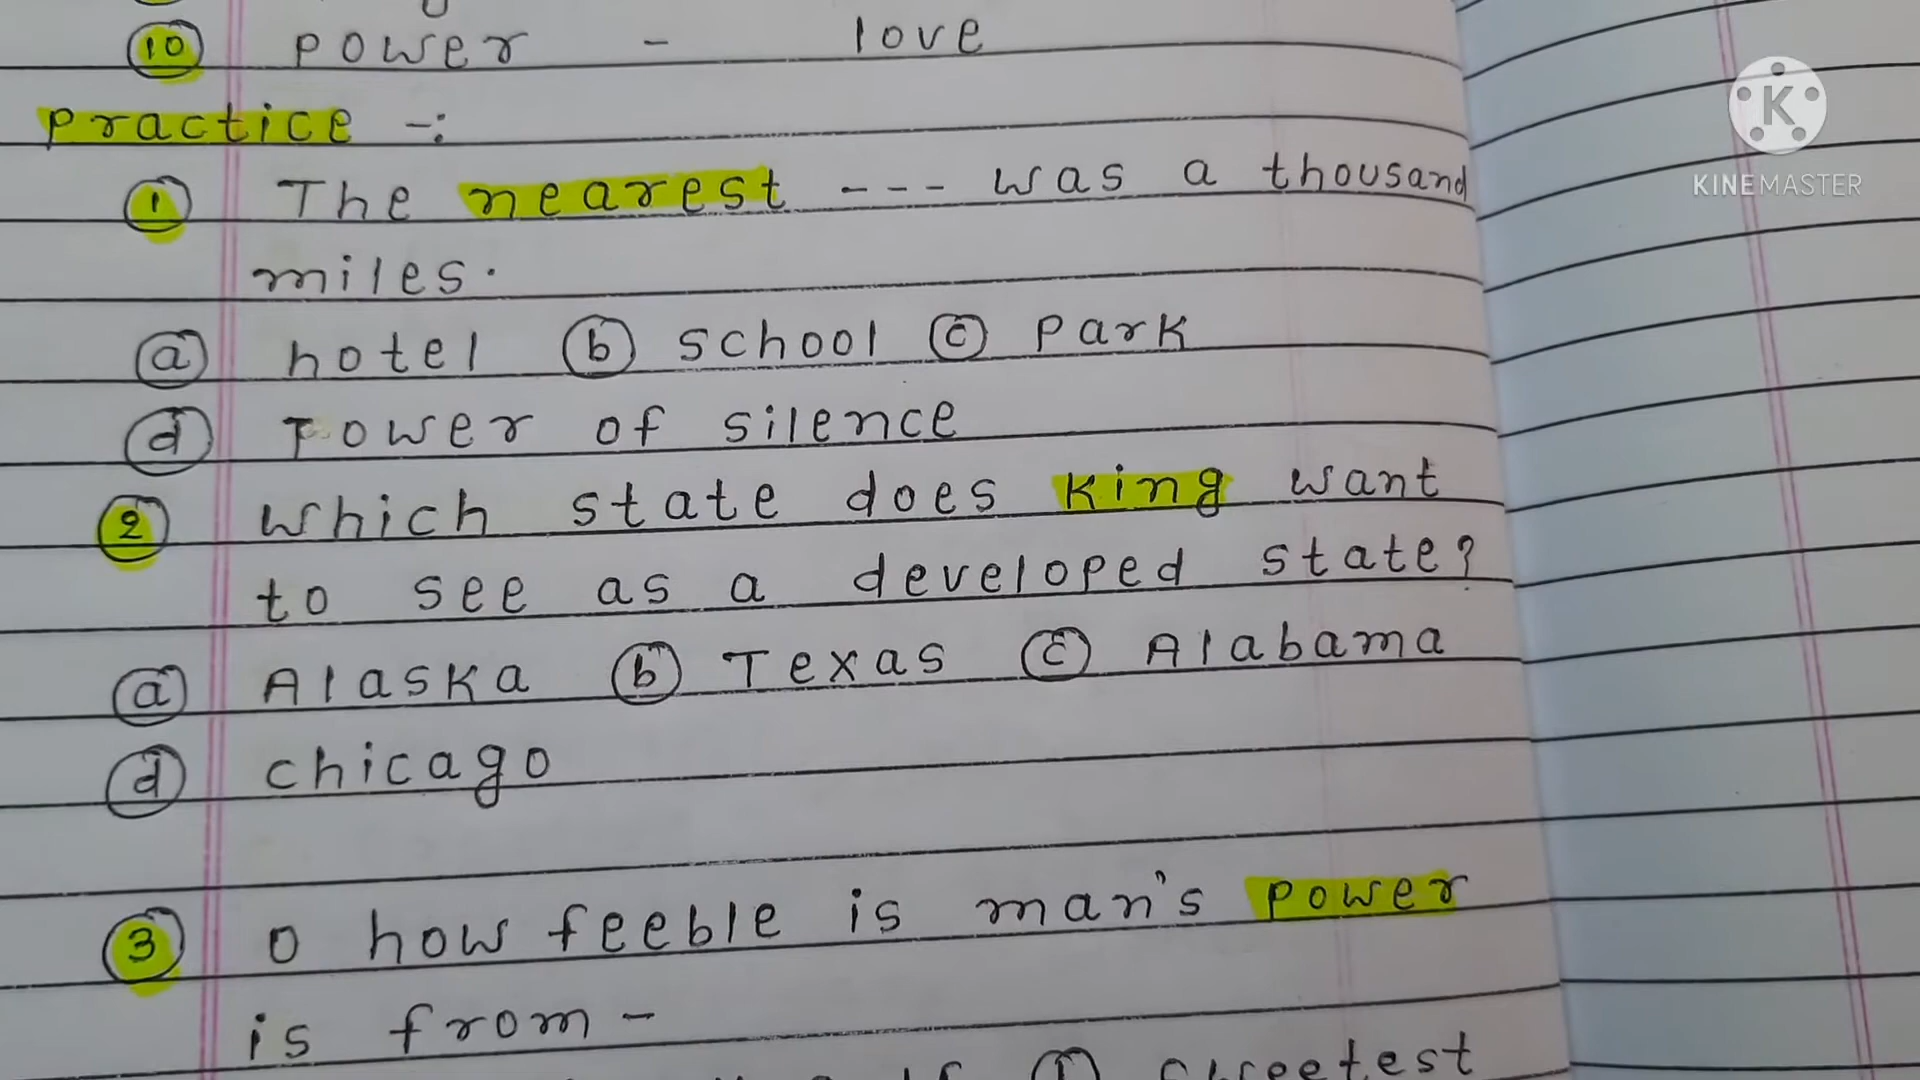 10 Power - love
Practice -:
1 The nearest --- was a thousand
miles.
a hotel b school c Park
d Tower of silence
2 Which state does King want
to see as a developed state?
a Alaska b Texas c Alabama
d chicago
3 O how feeble is man's power
is from -
sweetest
K
KINEMASTER